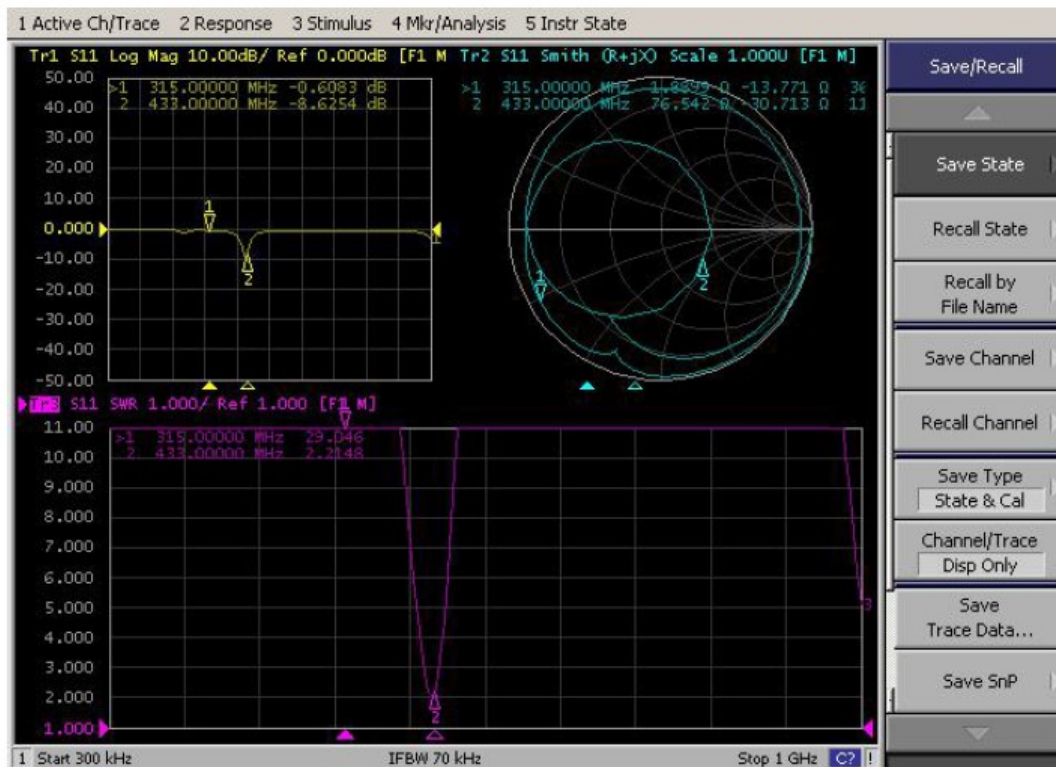 1 Active Ch/Trace 2 Response 3 Stimulus 4 Mkr/Analysis 5 Instr State
Tr1 S11 Log Mag 10.00dB/ Ref 0.000dB [F1 M
>1 315.00000 MHz -0.6083 dB
2 433.00000 MHz -8.6254 dB
50.00
40.00
30.00
20.00
10.00
0.000
-10.00
-20.00
-30.00
-40.00
-50.00
1
2
Tr2 S11 Smith (R+jX) Scale 1.000U [F1 M]
>1 315.00000 MHz -13.771 Ω
2 433.00000 MHz 76.542 Ω -30.713 Ω 11
1
2
Tr3 S11 SWR 1.000/ Ref 1.000 [F1 M]
>1 315.00000 MHz 29.046
2 433.00000 MHz 2.2148
11.00
10.00
9.000
8.000
7.000
6.000
5.000
4.000
3.000
2.000
1.000
2
3
1 Start 300 kHz IFBW 70 kHz Stop 1 GHz C? !
Save/Recall
Save State
Recall State
Recall by
File Name
Save Channel
Recall Channel
Save Type
State & Cal
Channel/Trace
Disp Only
Save
Trace Data...
Save SnP